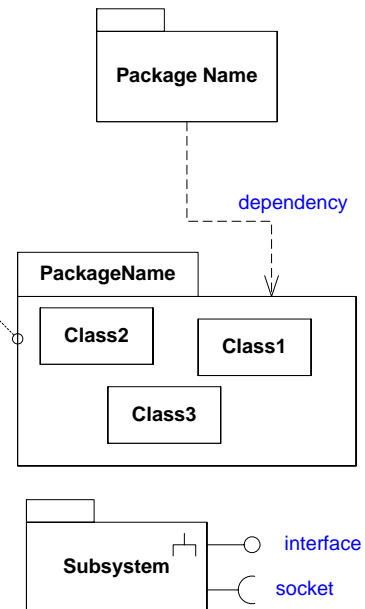 Package Name
dependency
PackageName
Class2
Class1
Class3
interface
Subsystem
socket